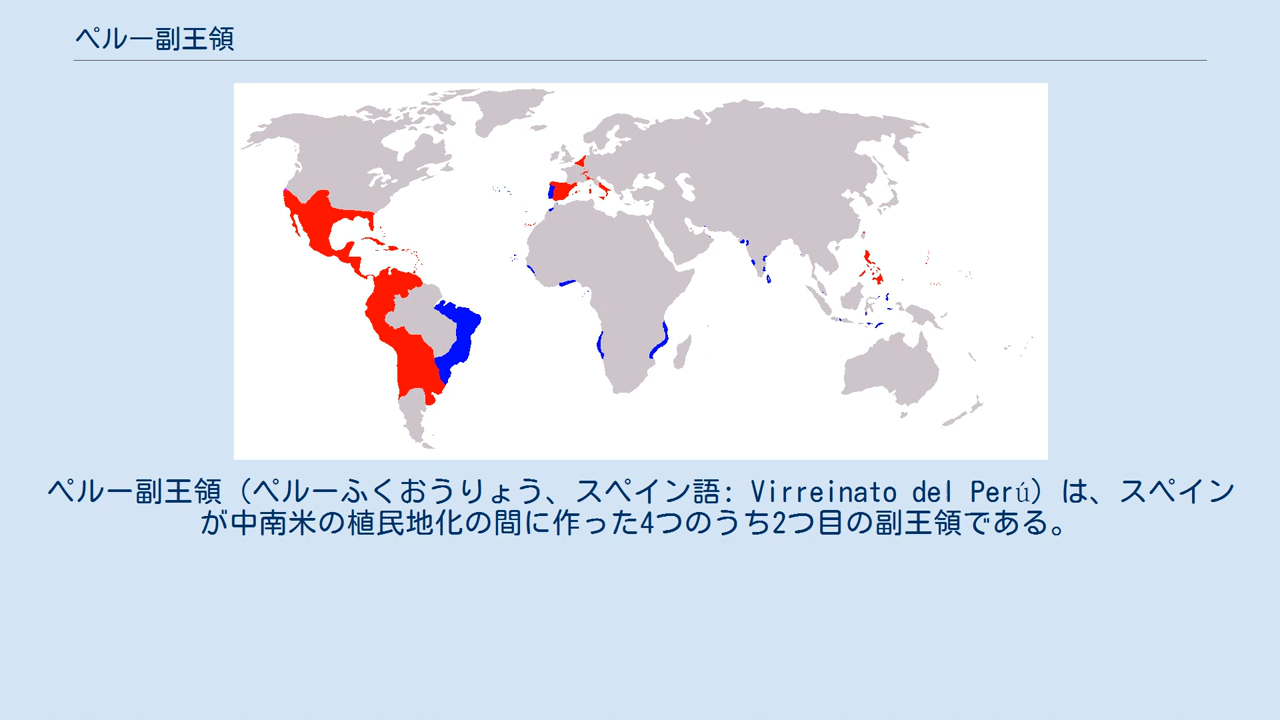 ペルー副王領
ペルー副王領（ペルーふくおうりょう、スペイン語: Virreinato del Perú）は、スペイン
が中南米の植民地化の間に作った4つのうち2つ目の副王領である。